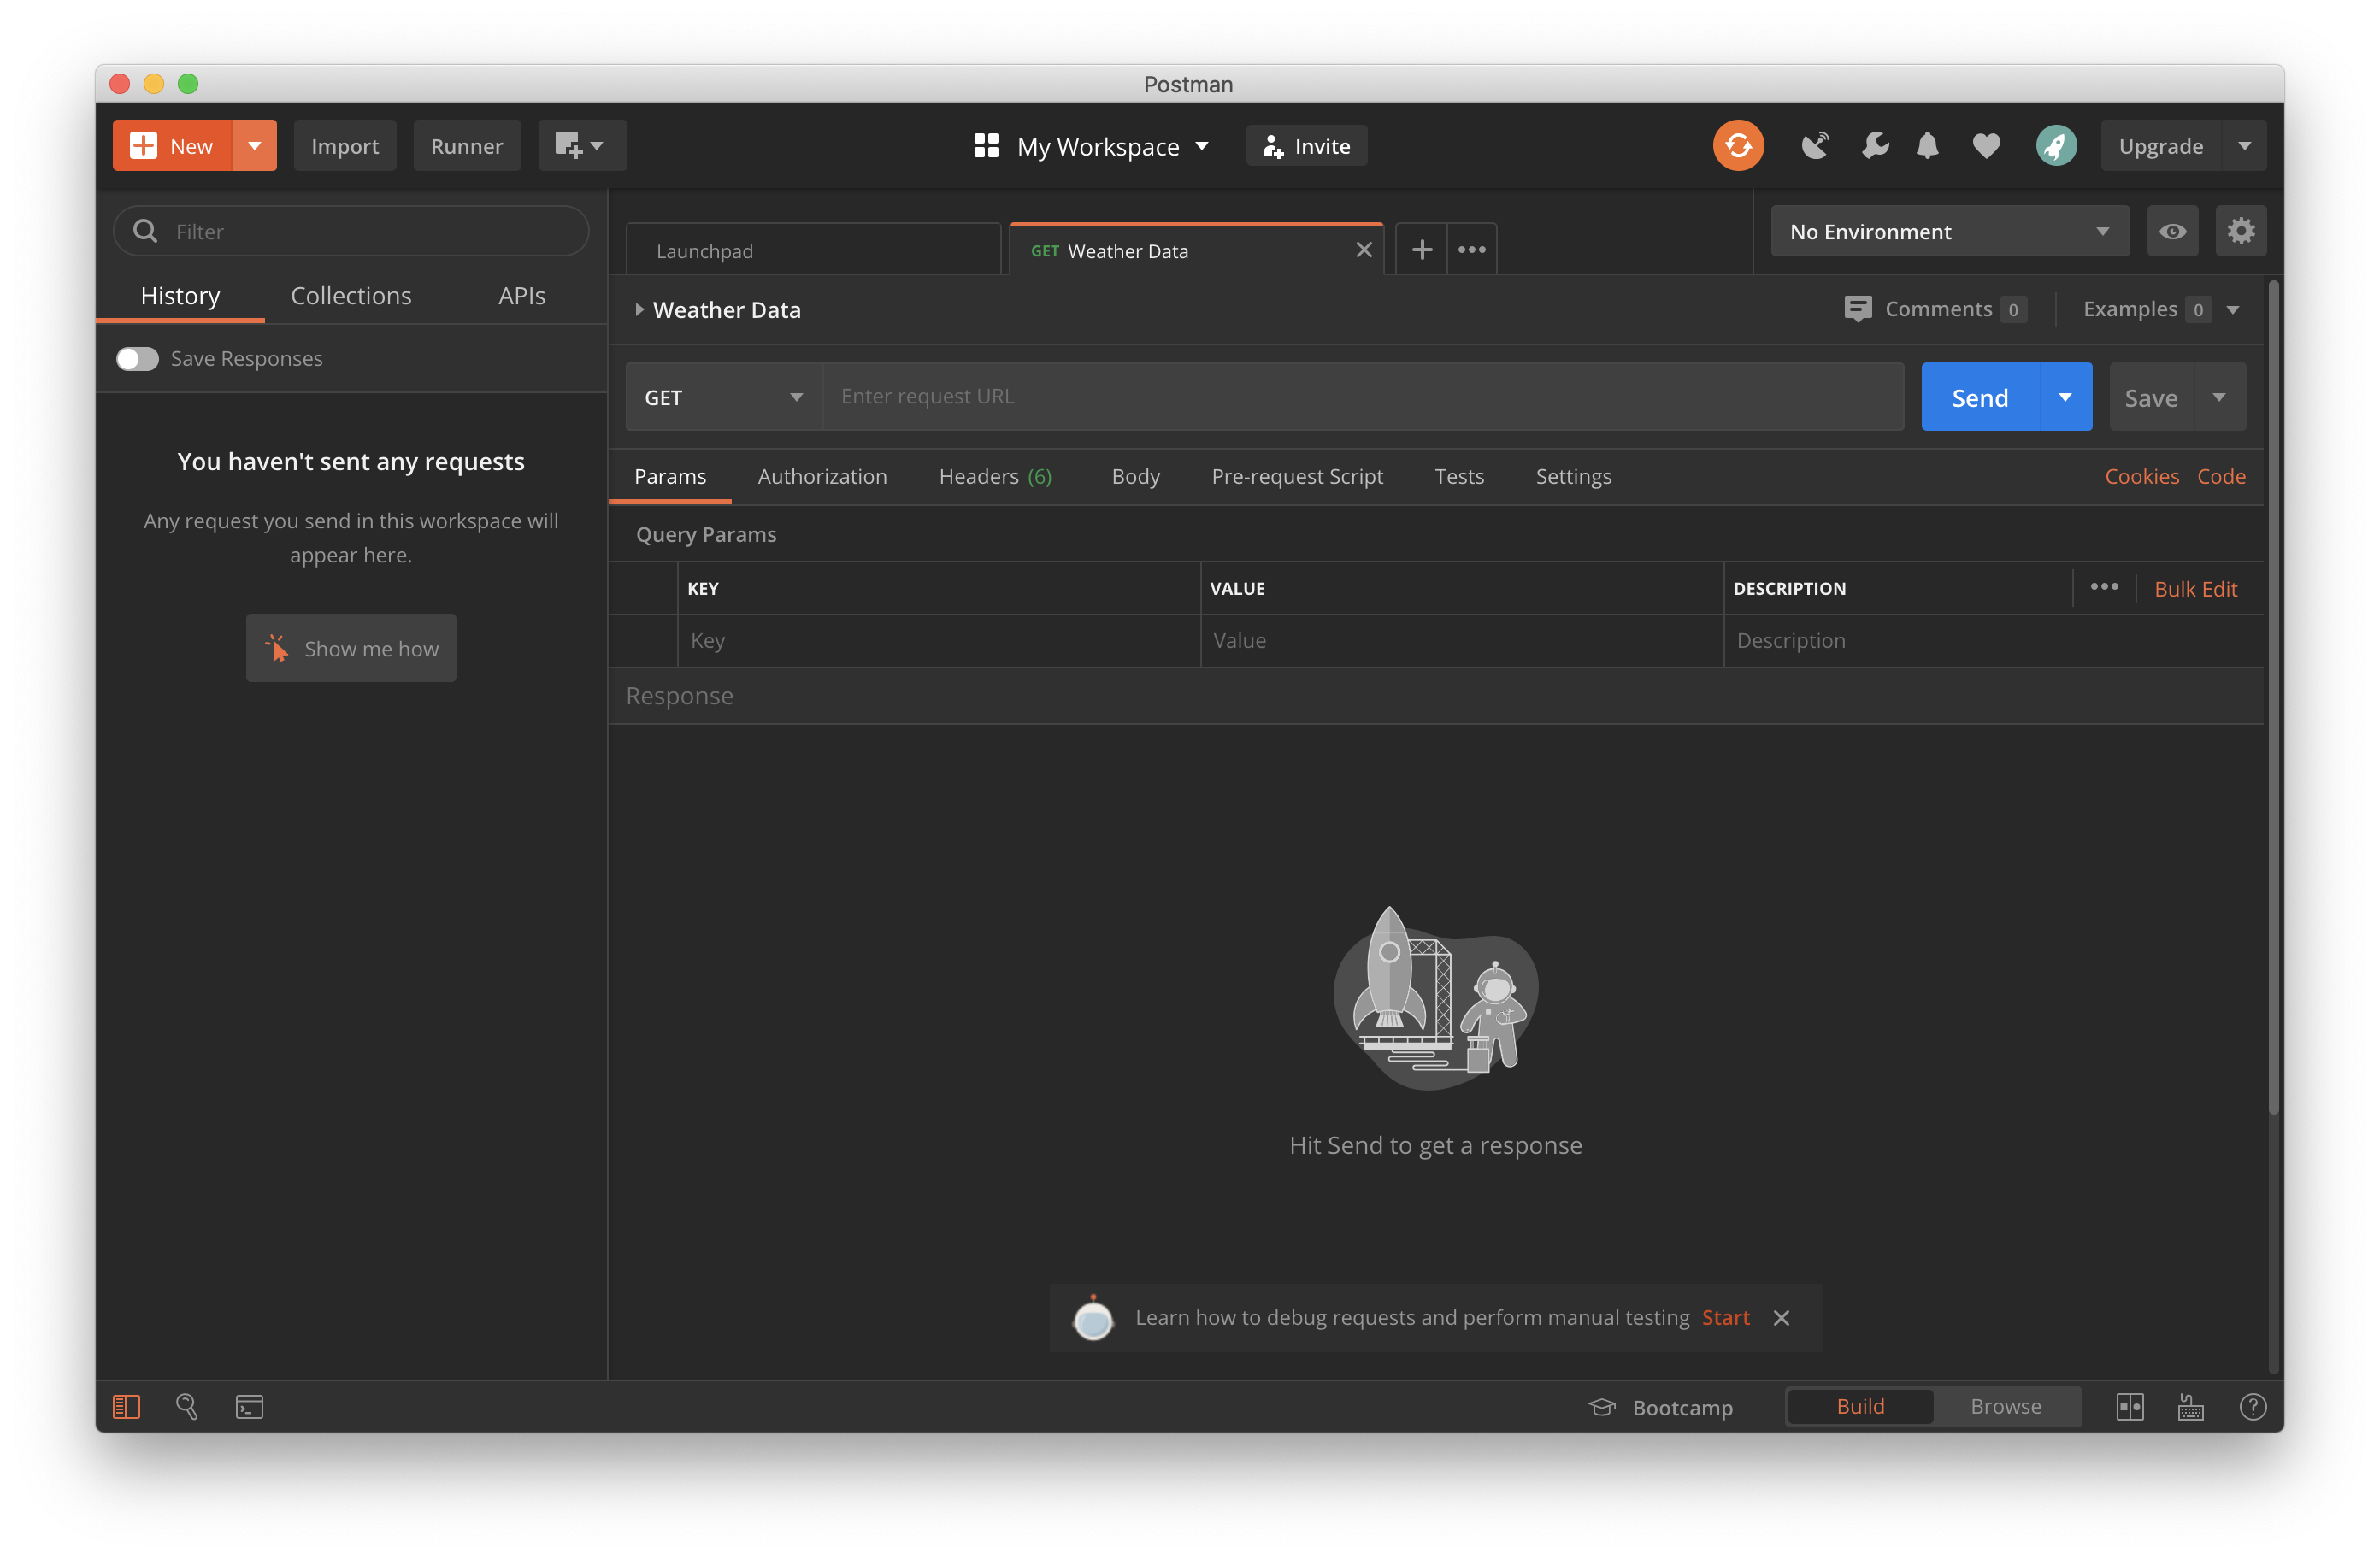 Postman
New
Import
Runner
My Workspace
Invite
Upgrade
Filter
History
Collections
APIs
Save Responses
You haven't sent any requests
Any request you send in this workspace will
appear here.
Show me how
Launchpad
GET Weather Data
No Environment
Weather Data
Comments 0
Examples 0
GET
Enter request URL
Send
Save
Params
Authorization
Headers (6)
Body
Pre-request Script
Tests
Settings
Cookies
Code
Query Params
KEY
VALUE
DESCRIPTION
Bulk Edit
Key
Value
Description
Response
Hit Send to get a response
Learn how to debug requests and perform manual testing Start
Bootcamp
Build
Browse